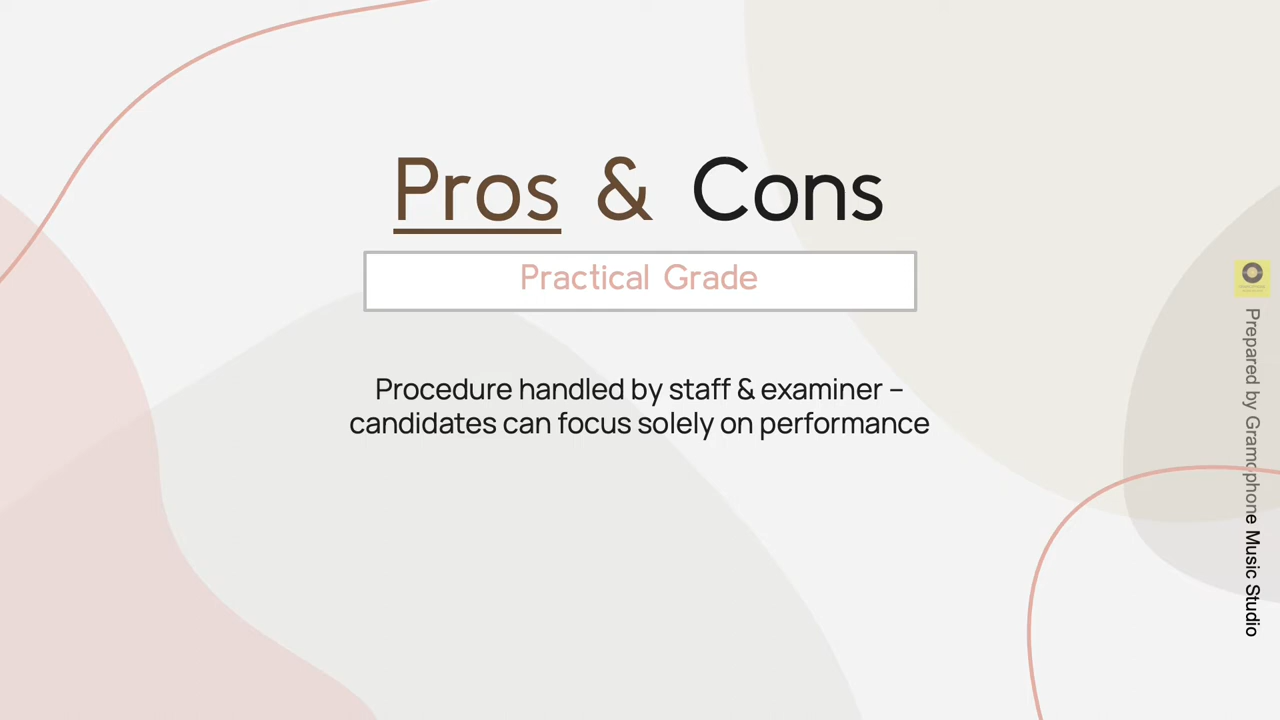 Pros & Cons
Practical Grade
Procedure handled by staff & examiner –
candidates can focus solely on performance
Prepared by Gramophone Music Studio